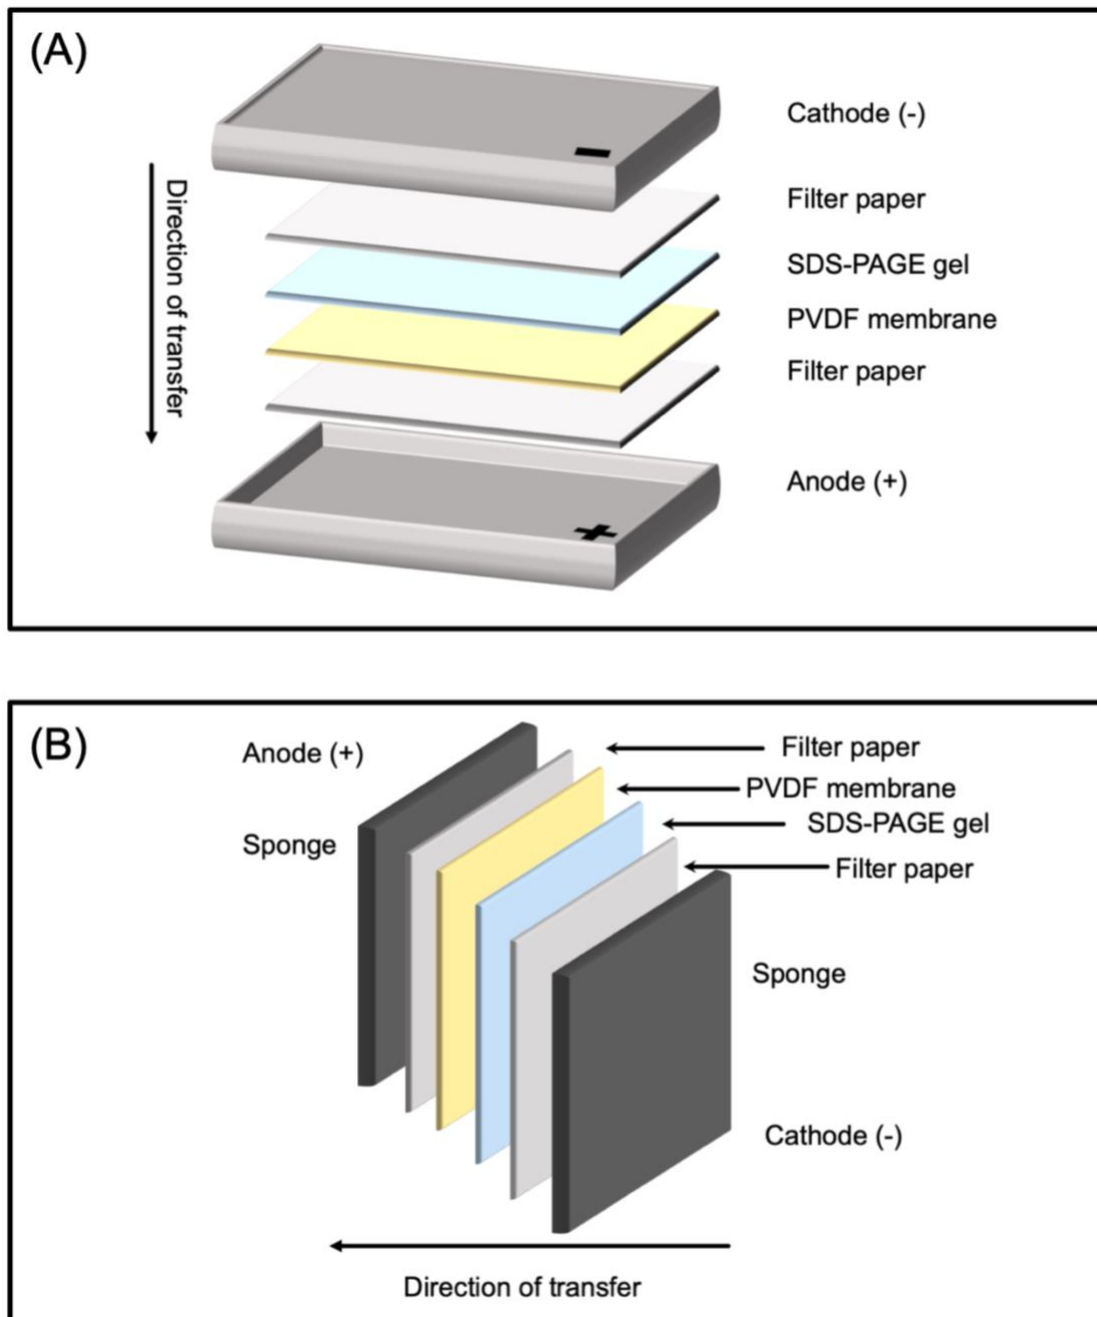 (A)
Cathode (-)
Filter paper
SDS-PAGE gel
PVDF membrane
Filter paper
Anode (+)
Direction of transfer
(B)
Anode (+)
Sponge
Filter paper
PVDF membrane
SDS-PAGE gel
Filter paper
Sponge
Cathode (-)
Direction of transfer